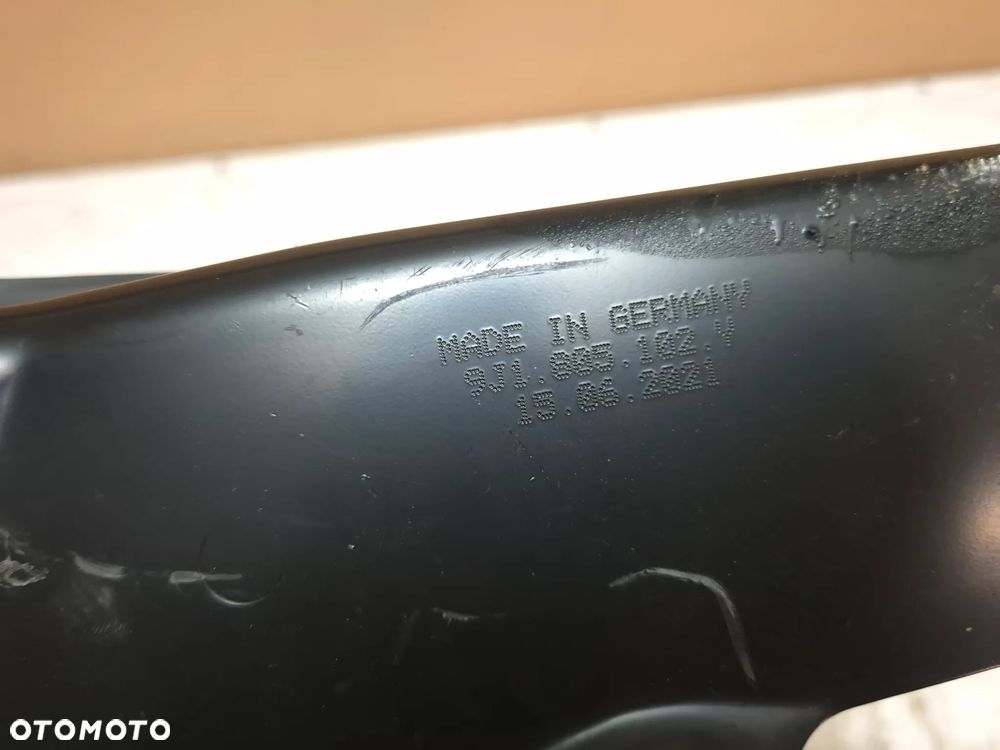 MADE IN GERMANY
9J1.805.102.V
15.06.2021
OTOMOTO